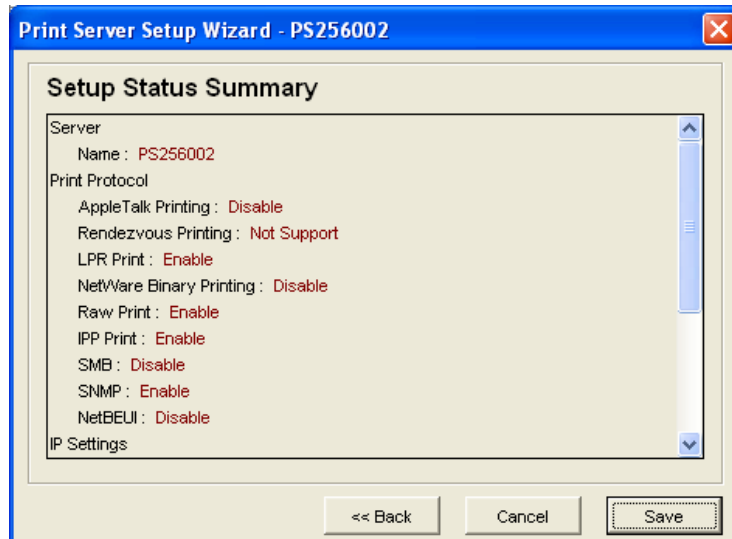 Print Server Setup Wizard - PS256002
Setup Status Summary
Server
Name : PS256002
Print Protocol
AppleTalk Printing : Disable
Rendezvous Printing : Not Support
LPR Print : Enable
NetWare Binary Printing : Disable
Raw Print : Enable
IPP Print : Enable
SMB : Disable
SNMP : Enable
NetBEUI : Disable
IP Settings
<< Back Cancel Save